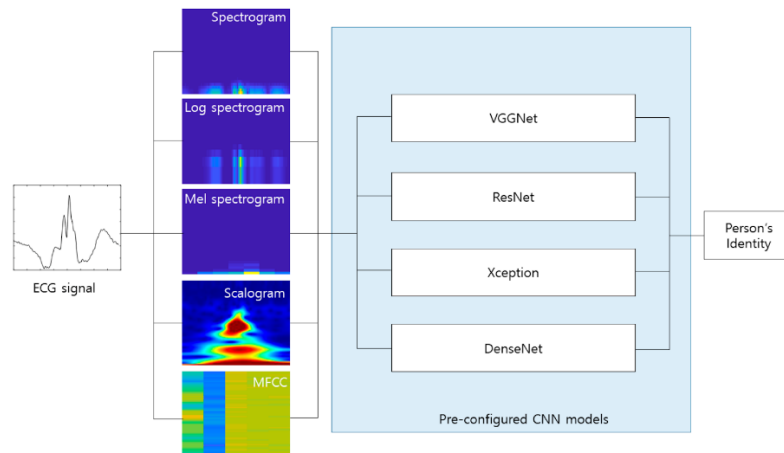 Spectrogram
Log spectrogram
Mel spectrogram
Scalogram
MFCC
ECG signal
VGGNet
ResNet
Xception
DenseNet
Pre-configured CNN models
Person's
Identity